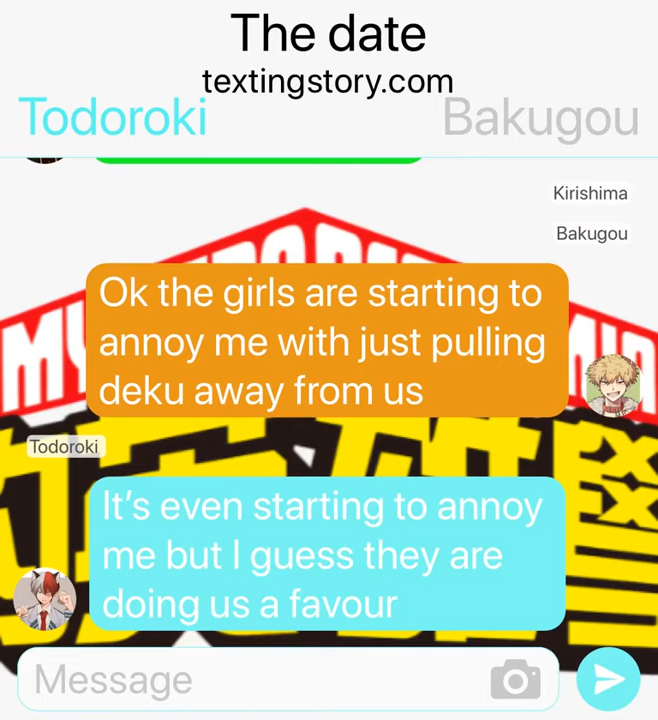 The date
textingstory.com
Todoroki
Bakugou
Kirishima
Bakugou
Ok the girls are starting to
annoy me with just pulling
deku away from us
Todoroki
It's even starting to annoy
me but I guess they are
doing us a favour
Message